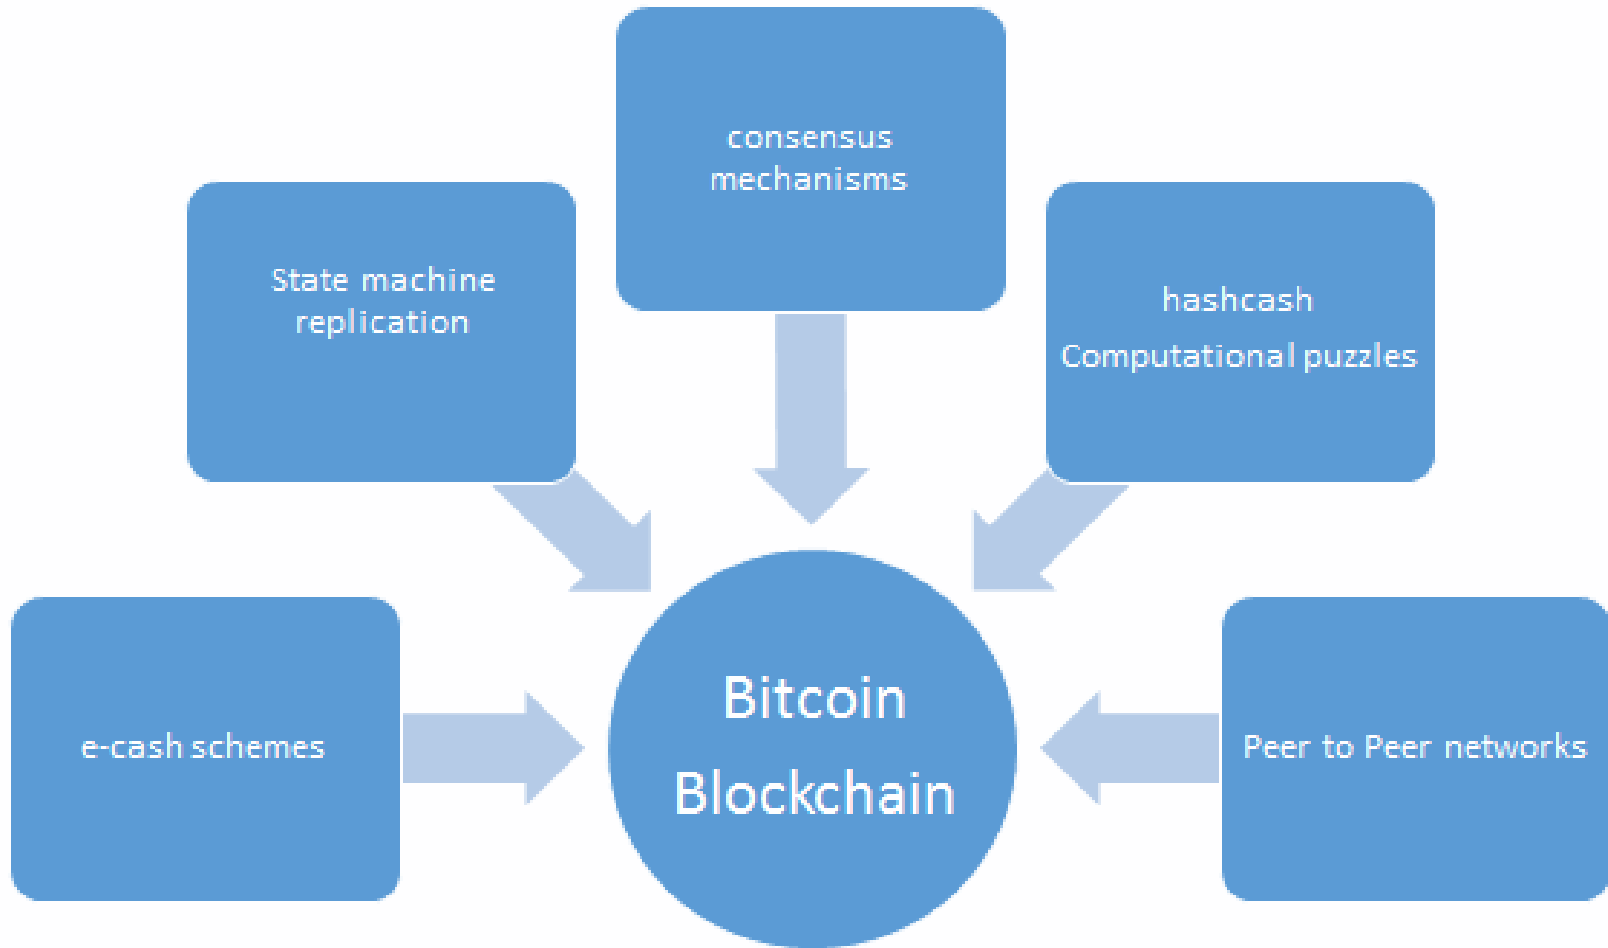 consensus
mechanisms
State machine
replication
hashcash
Computational puzzles
e-cash schemes
Bitcoin
Blockchain
Peer to Peer networks